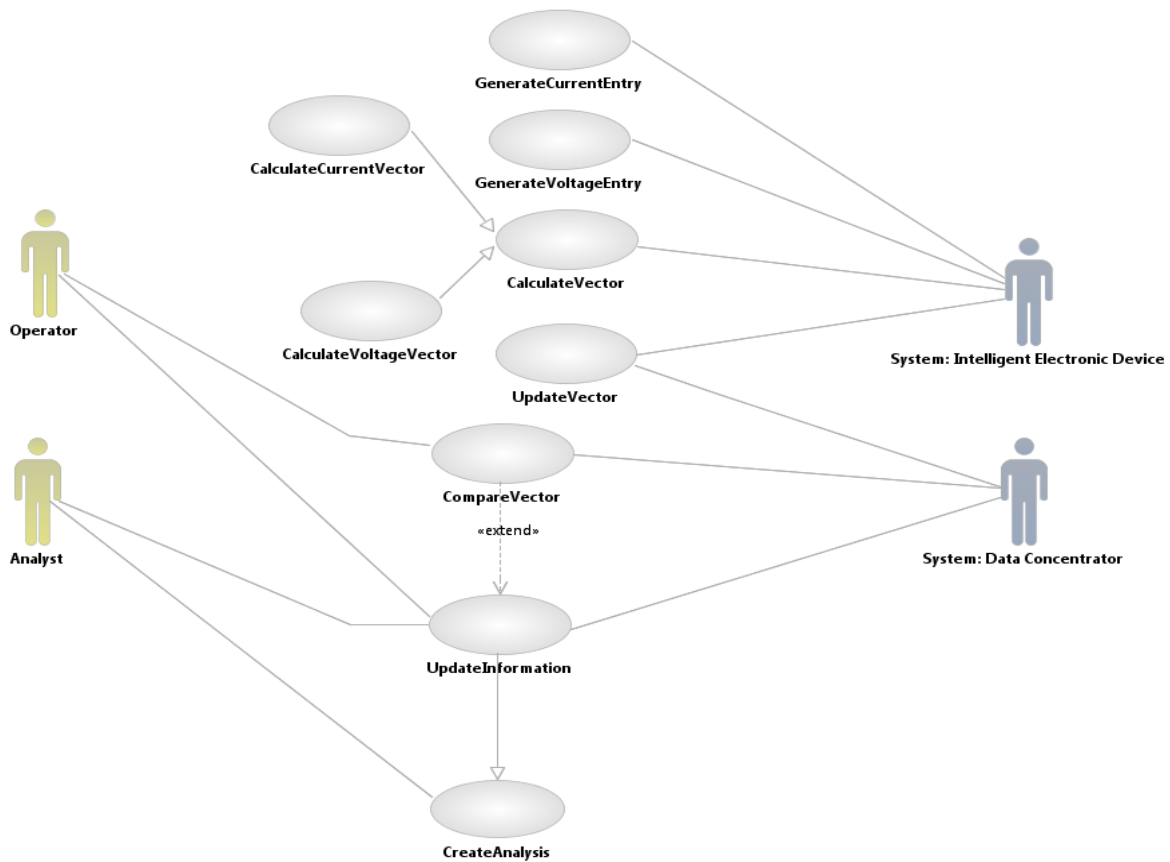 GenerateCurrentEntry
CalculateCurrentVector
GenerateVoltageEntry
CalculateVector
Operator
CalculateVoltageVector
System: Intelligent Electronic Device
UpdateVector
CompareVector
«extend»
Analyst
System: Data Concentrator
UpdateInformation
CreateAnalysis